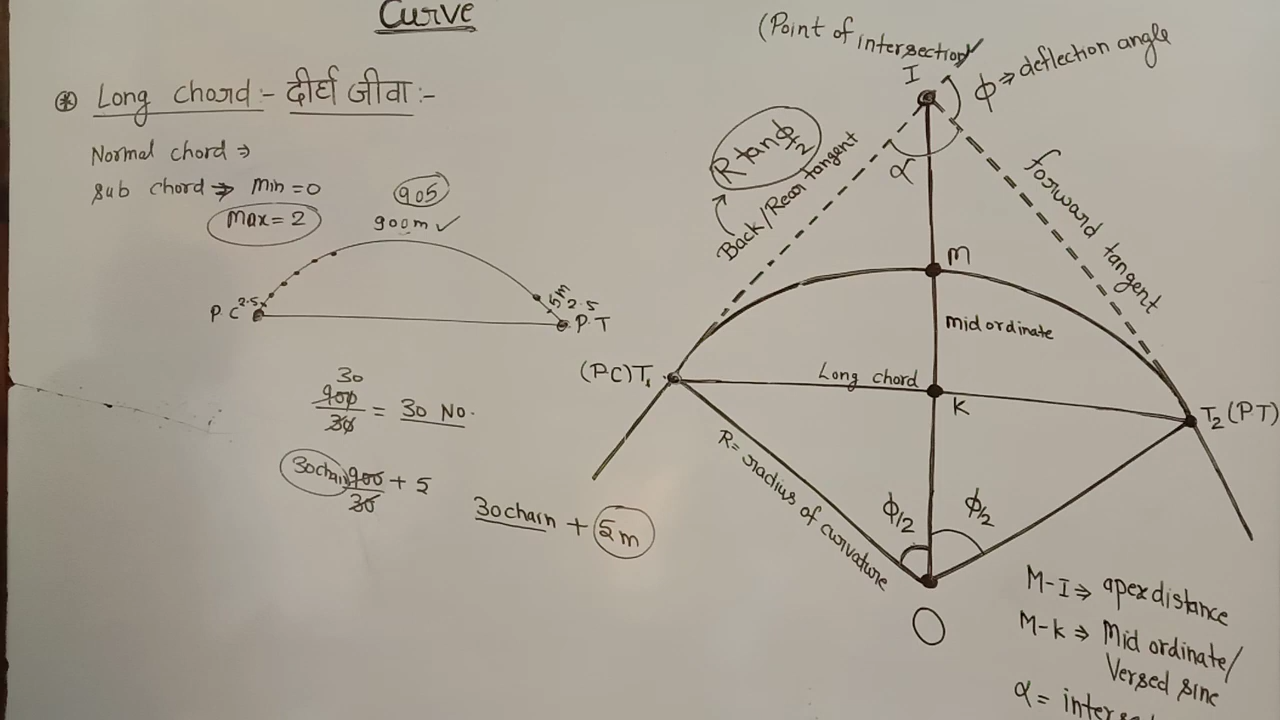 Curve
Long chord:- दीर्घ जीवा:-
Normal chord ⇒
Sub chord ⇒ Min = 0
Max = 2
905
900m ✓
P.C 2.5
5m
2.5
P.T
30
900/30 = 30 No.
30chain 900/30 + 5
30chain + 5m
(Point of intersection)
I
ϕ ⇒ deflection angle
R tan ϕ/2
α
Back/Rear tangent
forward tangent
M
mid ordinate
(PC) T₁
Long chord
K
T₂ (PT)
R = radius of curvature
ϕ/2
ϕ/2
O
M-I ⇒ apex distance
M-K ⇒ Mid ordinate/
Versed sine
α =